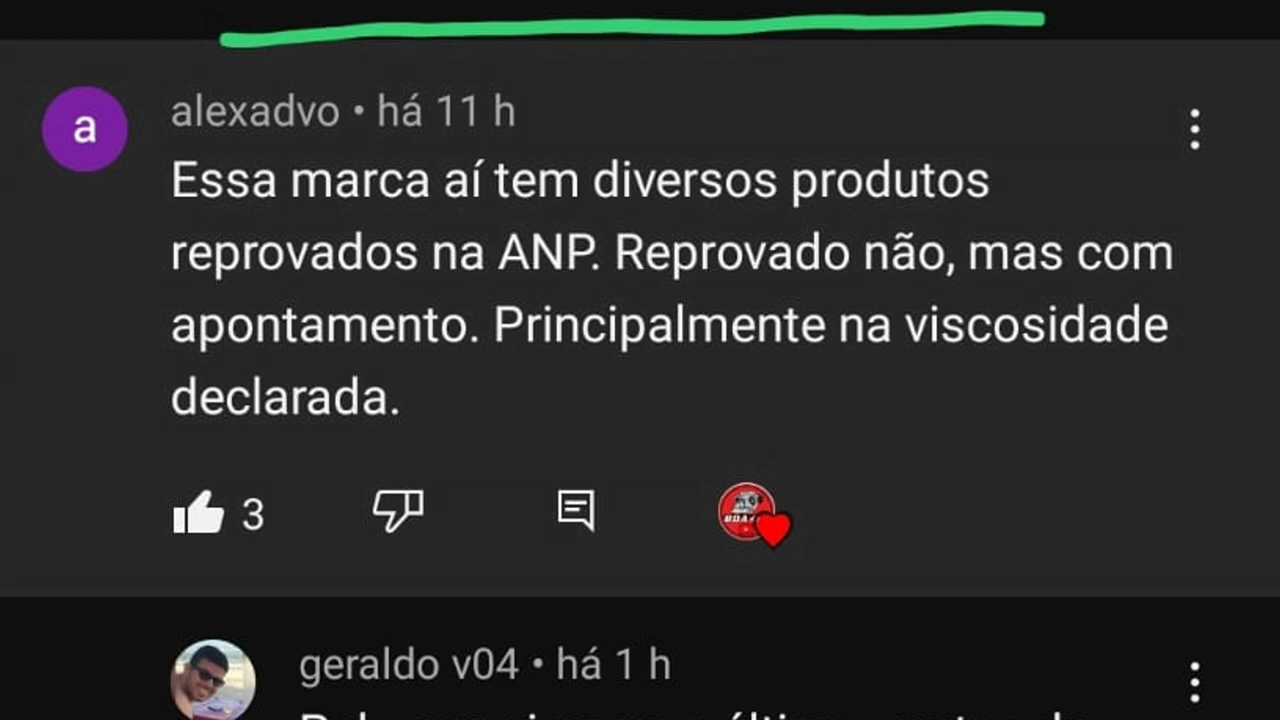 a
alexadvo • há 11 h
Essa marca aí tem diversos produtos
reprovados na ANP. Reprovado não, mas com
apontamento. Principalmente na viscosidade
declarada.
3
geraldo v04 • há 1 h